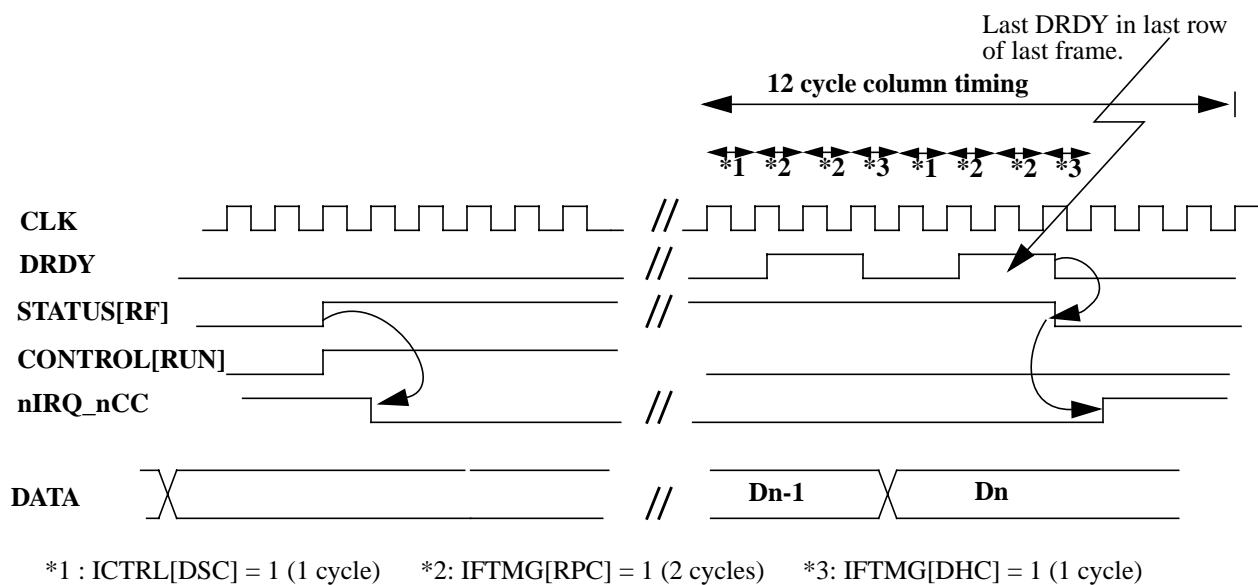 Last DRDY in last row
of last frame.
12 cycle column timing
*1 *2 *2 *3 *1 *2 *2 *3
CLK //
DRDY //
STATUS[RF] //
CONTROL[RUN]
nIRQ_nCC //
DATA // Dn-1 Dn
*1 : ICTRL[DSC] = 1 (1 cycle) *2: IFTMG[RPC] = 1 (2 cycles) *3: IFTMG[DHC] = 1 (1 cycle)